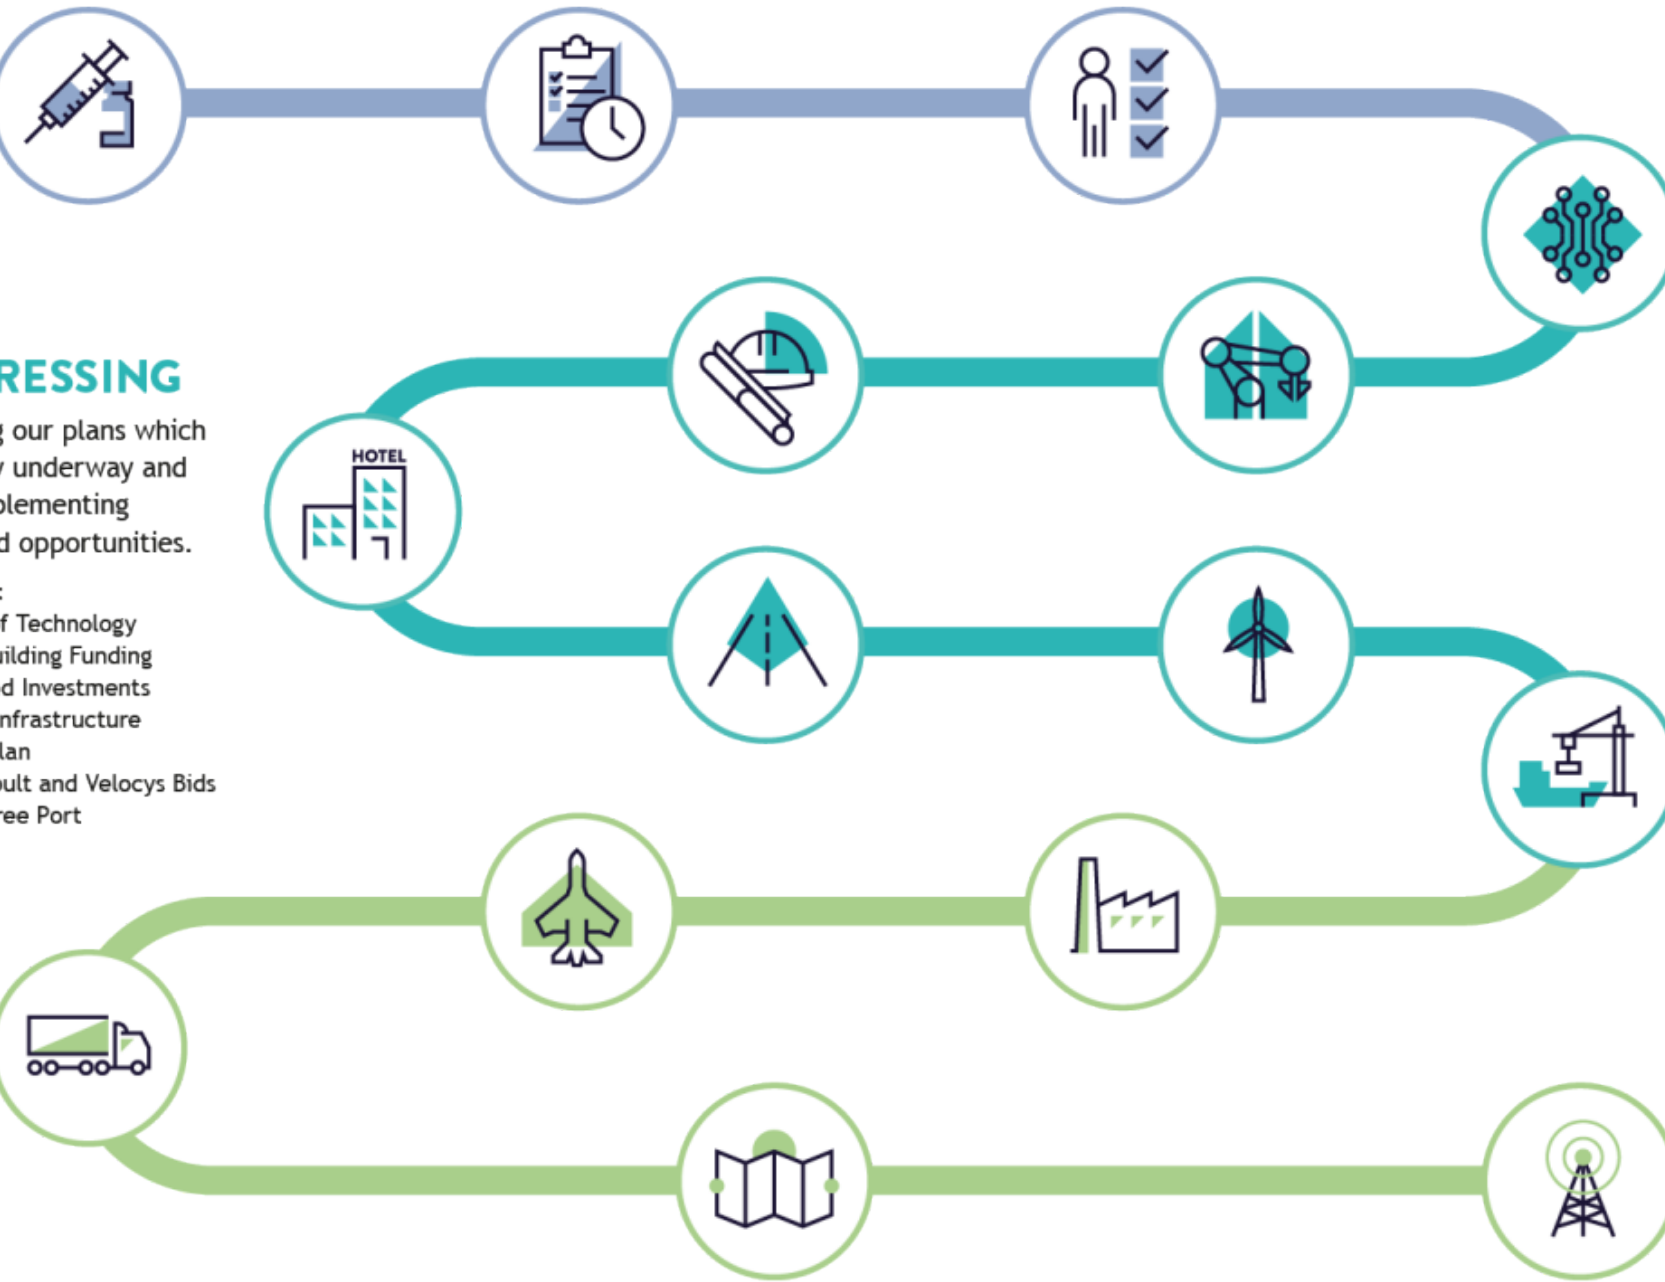 RESSING
g our plans which
y underway and
plementing
d opportunities.
:
f Technology
uilding Funding
d Investments
nfrastructure
lan
oult and Velocys Bids
ree Port
HOTEL